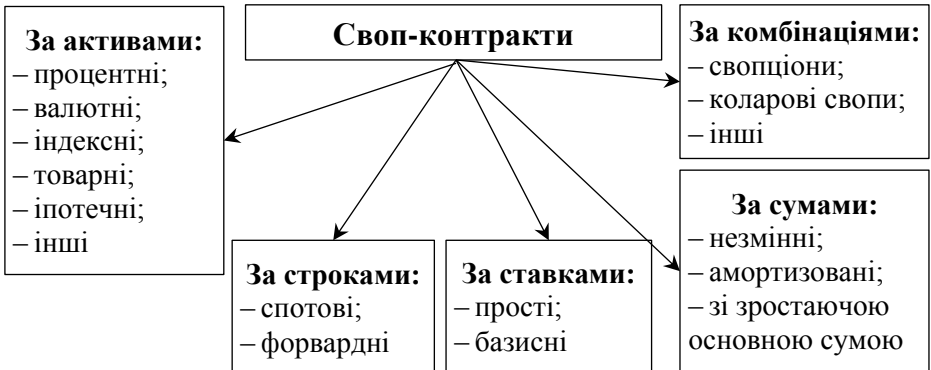 Своп-контракти
За активами:
– процентні;
– валютні;
– індексні;
– товарні;
– іпотечні;
– інші
За строками:
– спотові;
– форвардні
За ставками:
– прості;
– базисні
За комбінаціями:
– свопціони;
– коларові свопи;
– інші
За сумами:
– незмінні;
– амортизовані;
– зі зростаючою
основною сумою